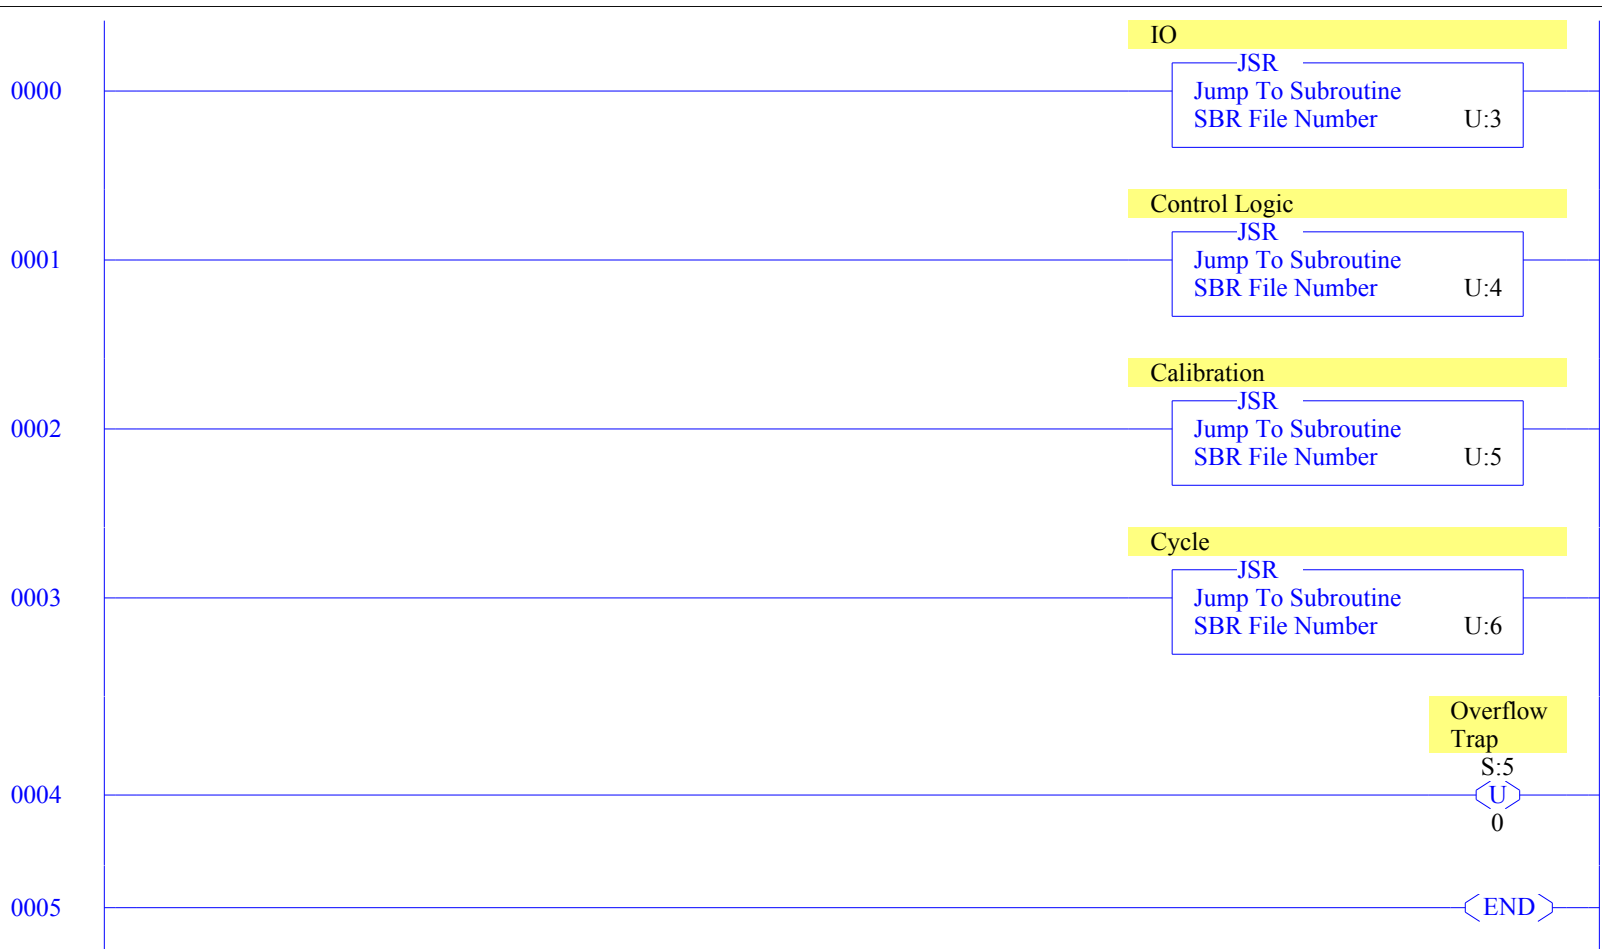 IO
JSR
0000
Jump To Subroutine
SBR File Number U:3
Control Logic
JSR
0001
Jump To Subroutine
SBR File Number U:4
Calibration
JSR
0002
Jump To Subroutine
SBR File Number U:5
Cycle
JSR
0003
Jump To Subroutine
SBR File Number U:6
Overflow
Trap
S:5
0004
U
0
0005
END